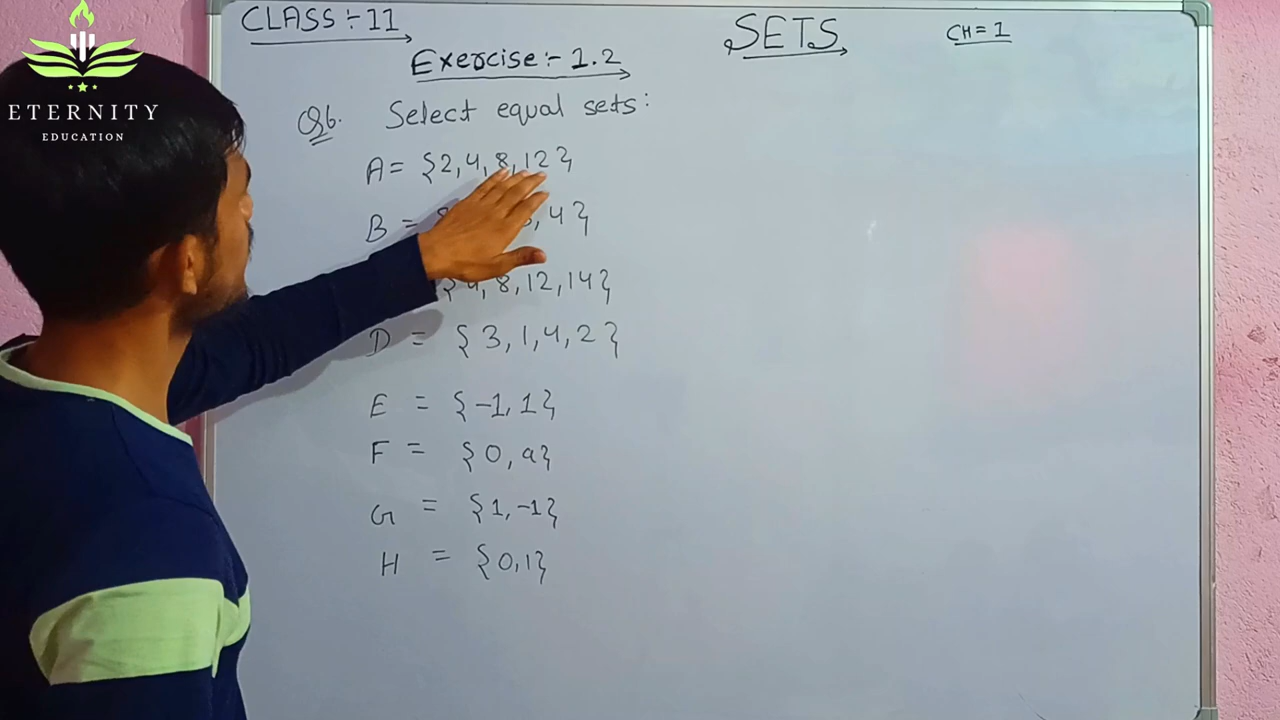 CLASS :- 11
SETS
CH = 1
ETERNITY
EDUCATION
Exercise :- 1.2
Q6. Select equal sets :
A = {2, 4, 8, 12}
B = , 4}
{4, 8, 12, 14}
D = {3, 1, 4, 2}
E = {-1, 1}
F = {0, a}
G = {1, -1}
H = {0, 1}